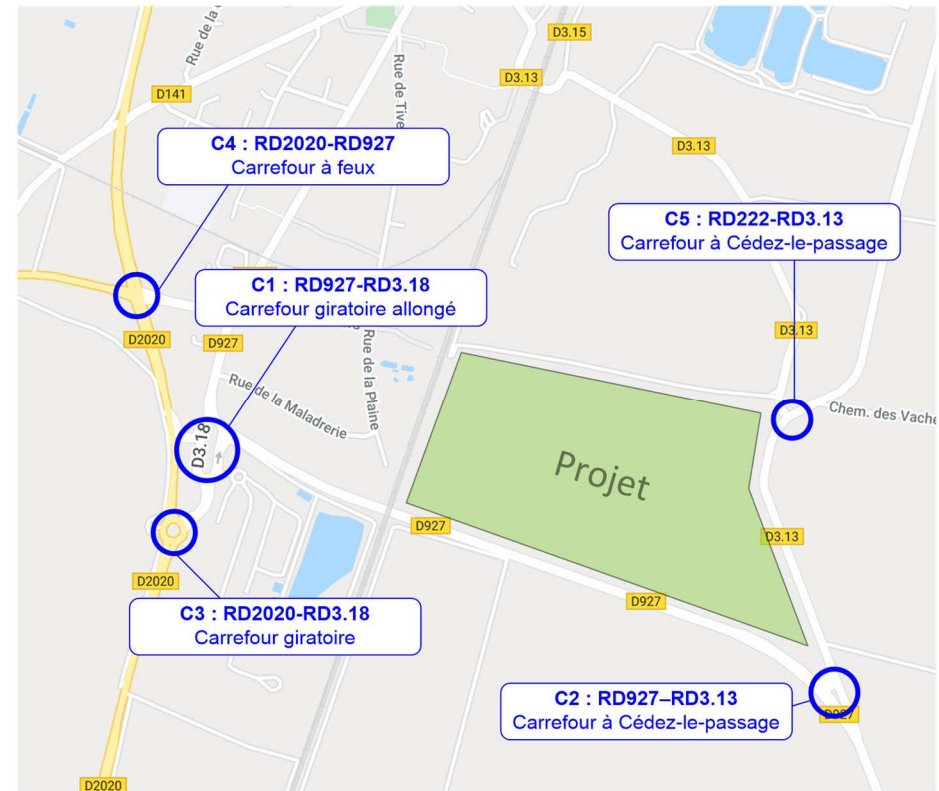 Rue de la
D3.15
D3.13
D141
Rue de Tive
C4 : RD2020-RD927
Carrefour à feux
D3.13
C5 : RD222-RD3.13
Carrefour à Cédez-le-passage
C1 : RD927-RD3.18
Carrefour giratoire allongé
D2020
D927
D3.13
Rue de la Plaine
Rue de la Maladrerie
Chem. des Vache
D3.18
Projet
D927
D3.13
D2020
D927
C3 : RD2020-RD3.18
Carrefour giratoire
C2 : RD927–RD3.13
Carrefour à Cédez-le-passage
D927
D2020